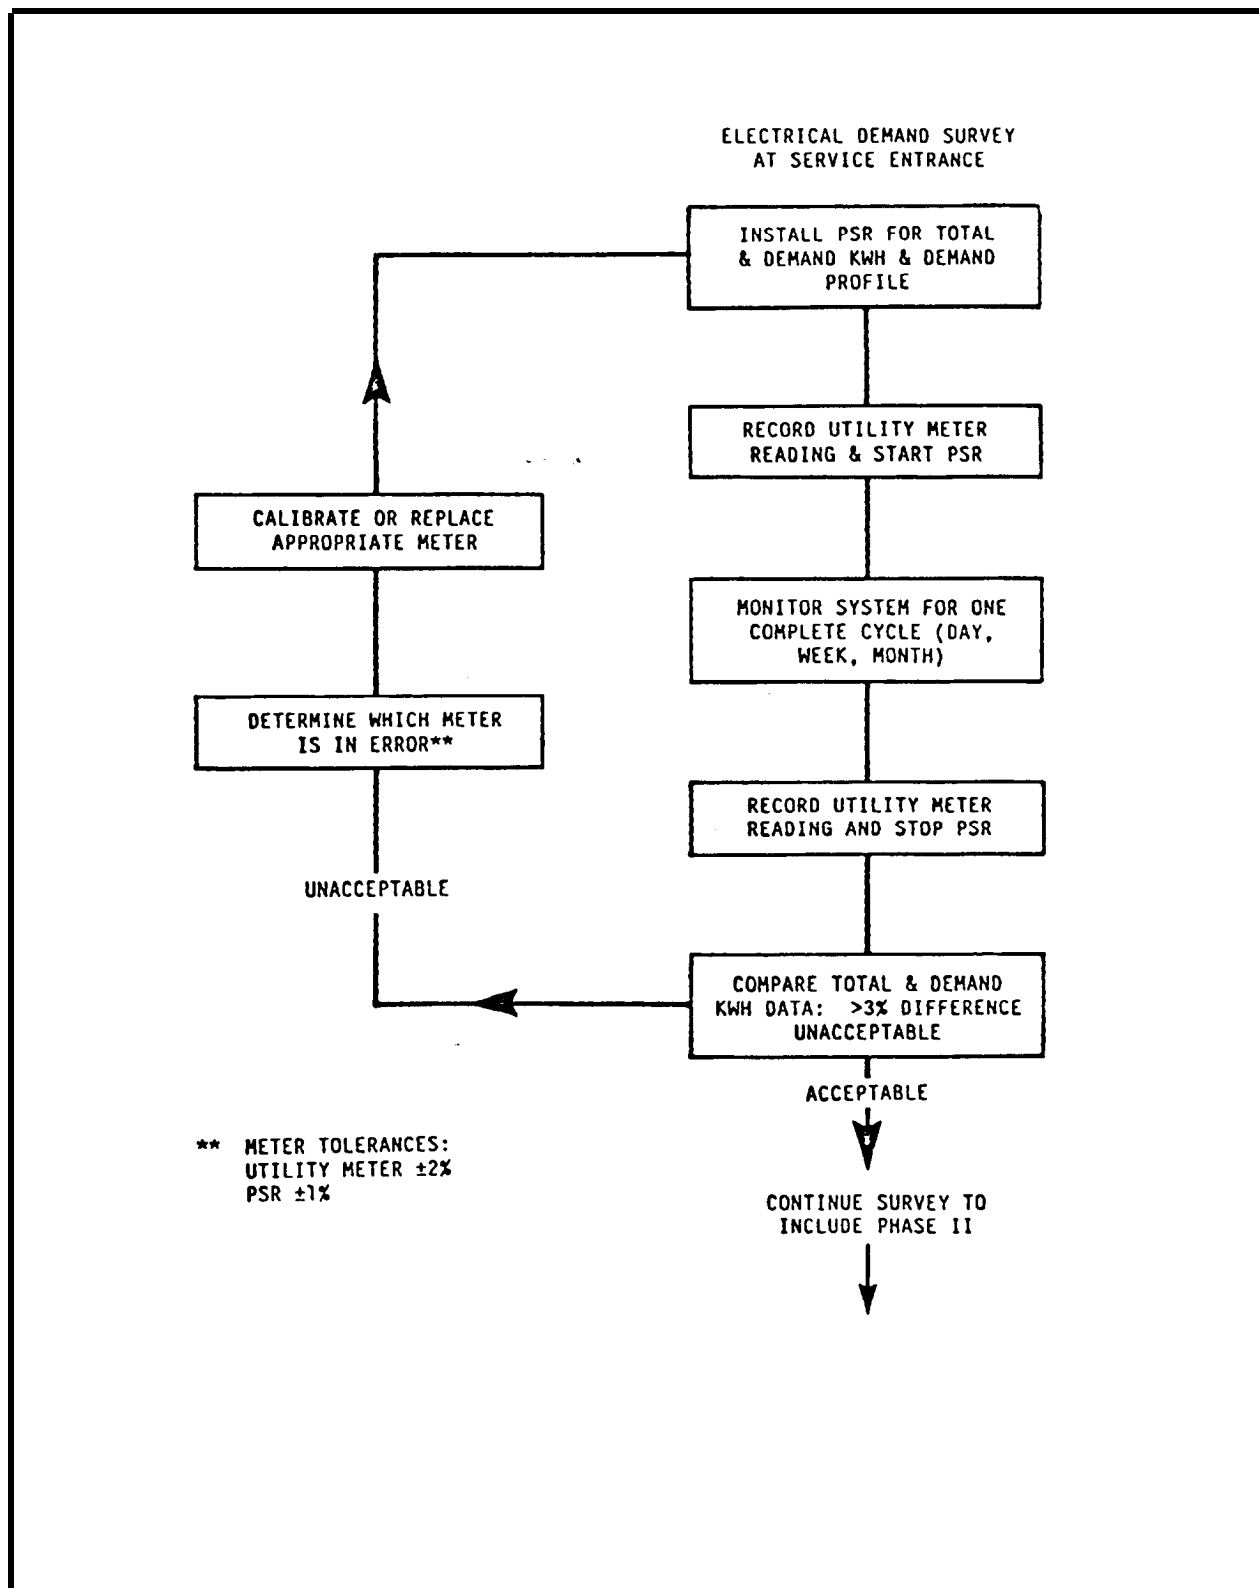 ELECTRICAL DEMAND SURVEY
AT SERVICE ENTRANCE
INSTALL PSR FOR TOTAL
& DEMAND KWH & DEMAND
PROFILE
RECORD UTILITY METER
READING & START PSR
MONITOR SYSTEM FOR ONE
COMPLETE CYCLE (DAY,
WEEK, MONTH)
RECORD UTILITY METER
READING AND STOP PSR
COMPARE TOTAL & DEMAND
KWH DATA: >3% DIFFERENCE
UNACCEPTABLE
UNACCEPTABLE
DETERMINE WHICH METER
IS IN ERROR**
CALIBRATE OR REPLACE
APPROPRIATE METER
ACCEPTABLE
CONTINUE SURVEY TO
INCLUDE PHASE II
** METER TOLERANCES:
UTILITY METER ±2%
PSR ±1%